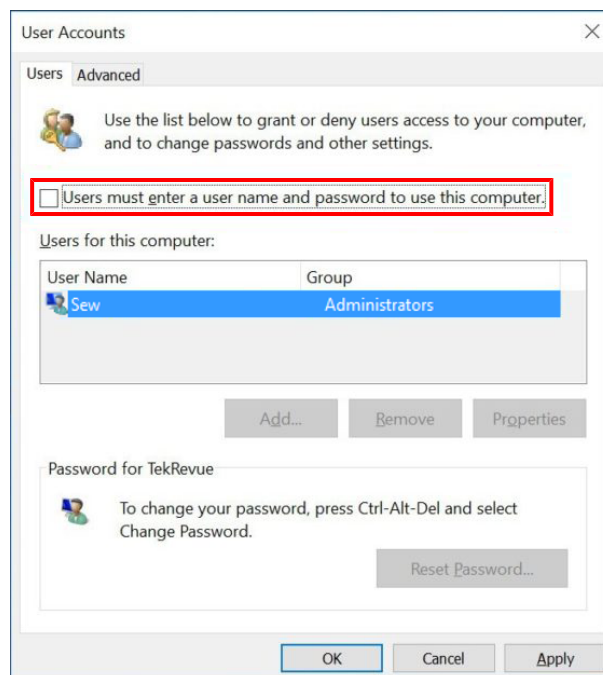 User Accounts
Users Advanced
Use the list below to grant or deny users access to your computer,
and to change passwords and other settings.
Users must enter a user name and password to use this computer.
Users for this computer:
User Name Group
Sew Administrators
Add... Remove Properties
Password for TekRevue
To change your password, press Ctrl-Alt-Del and select
Change Password.
Reset Password...
OK Cancel Apply